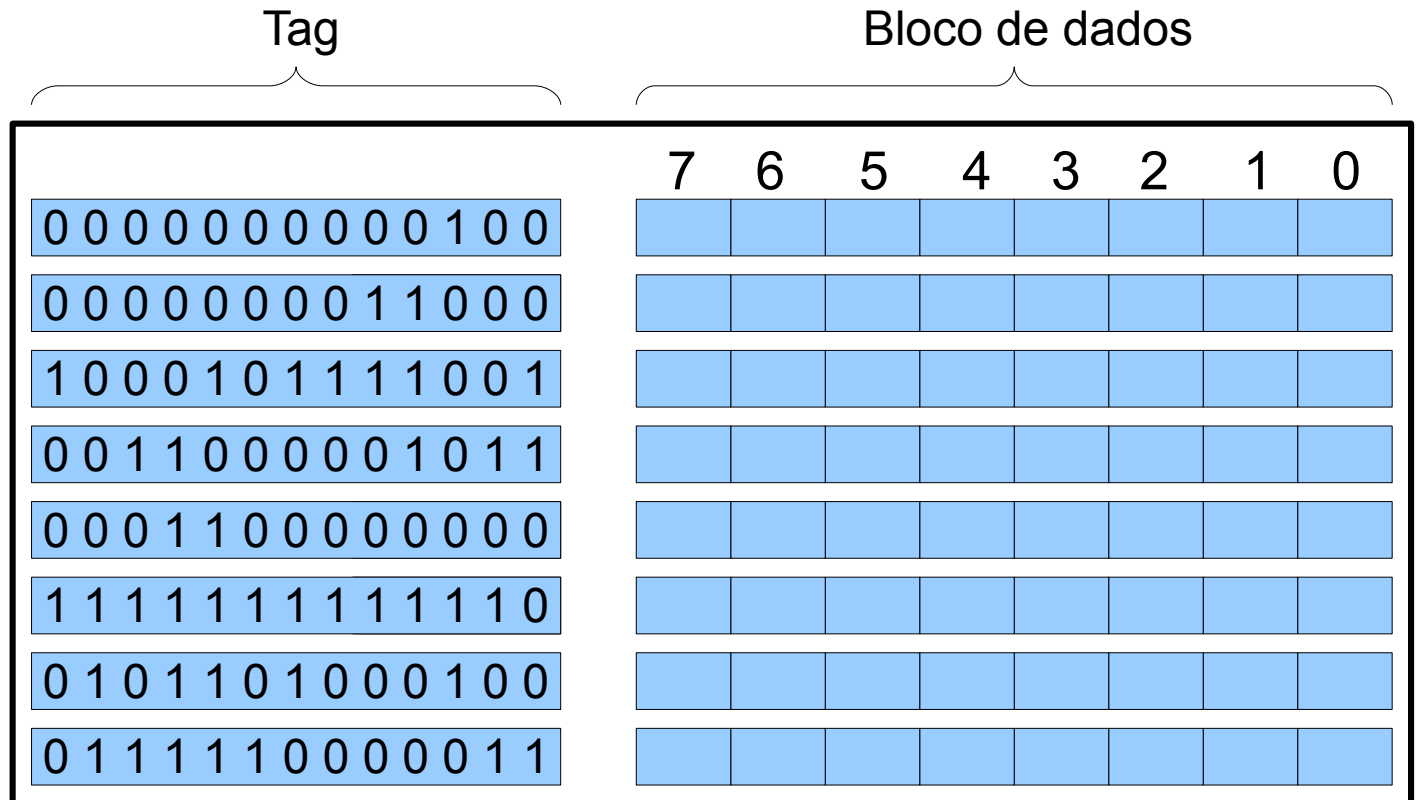 Tag Bloco de dados
7 6 5 4 3 2 1 0
0 0 0 0 0 0 0 0 0 0 1 0 0
0 0 0 0 0 0 0 0 1 1 0 0 0
1 0 0 0 1 0 1 1 1 1 0 0 1
0 0 1 1 0 0 0 0 0 1 0 1 1
0 0 0 1 1 0 0 0 0 0 0 0 0
1 1 1 1 1 1 1 1 1 1 1 1 0
0 1 0 1 1 0 1 0 0 0 1 0 0
0 1 1 1 1 1 0 0 0 0 0 1 1